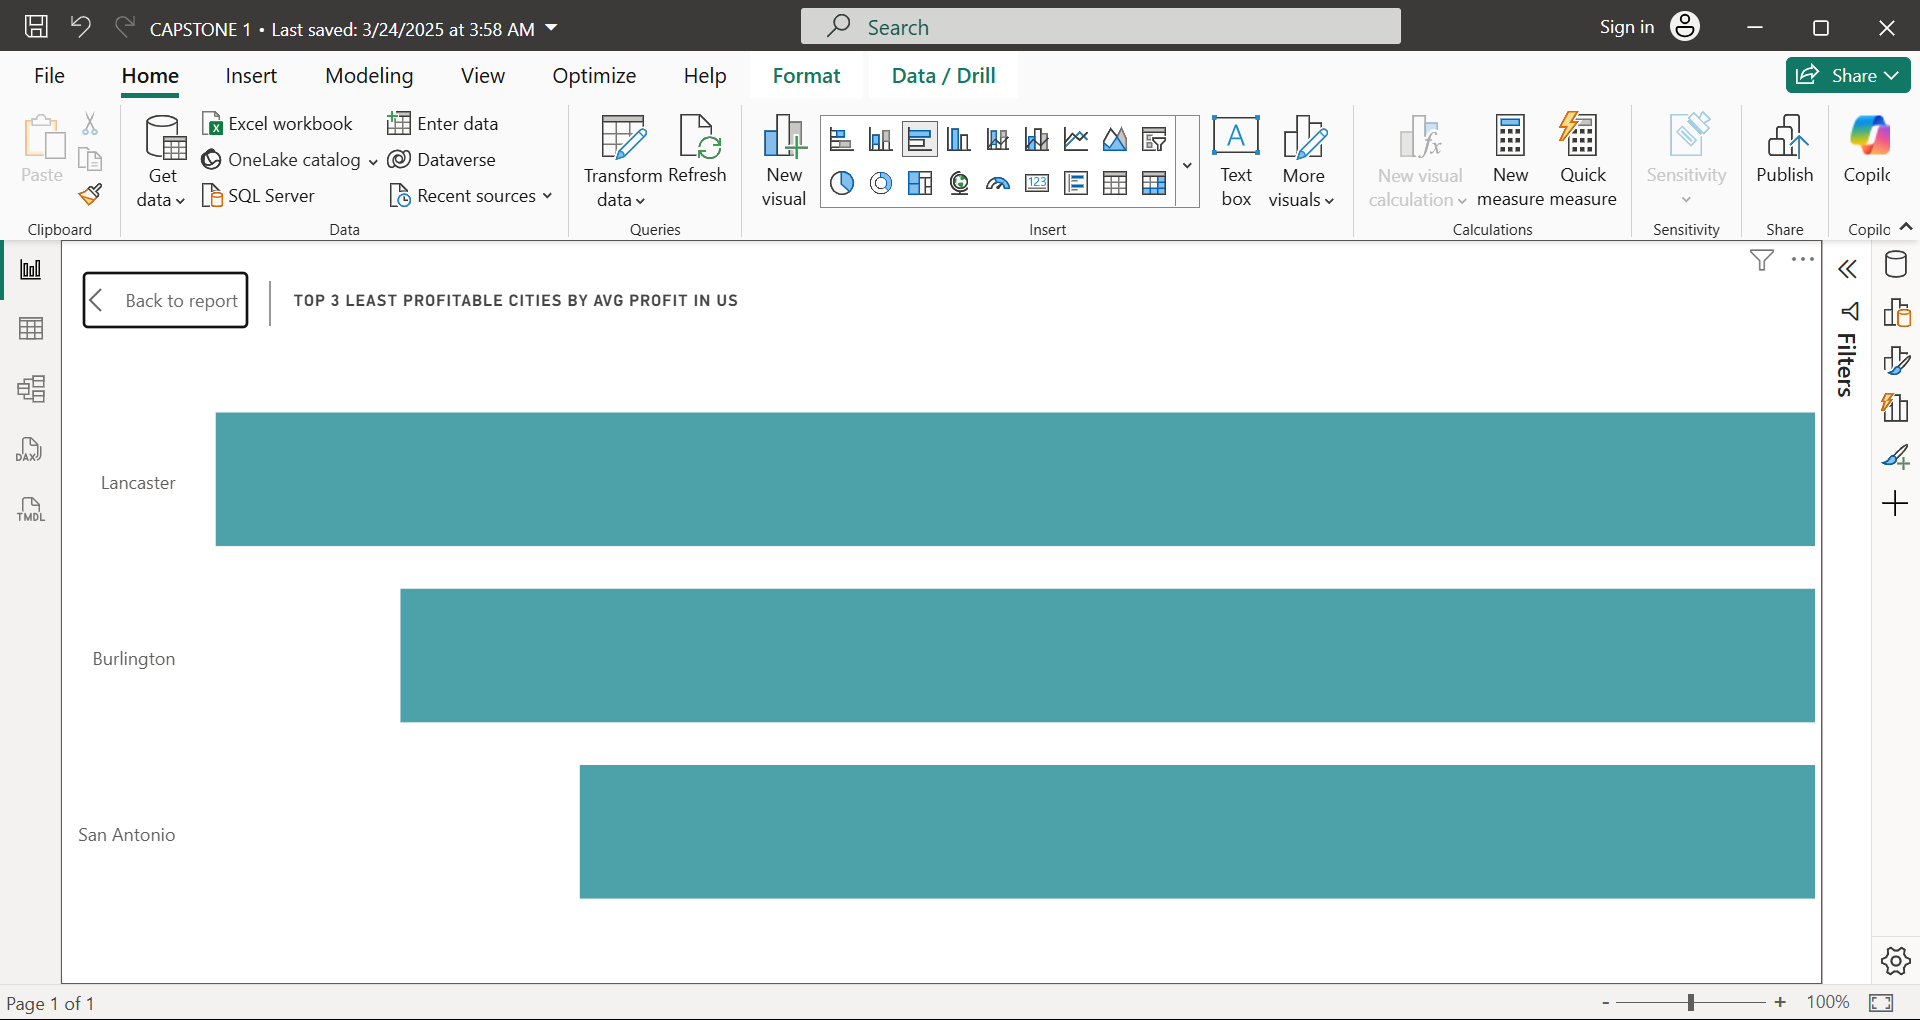 CAPSTONE 1 • Last saved: 3/24/2025 at 3:58 AM
Search
Sign in
File Home Insert Modeling View Optimize Help Format Data / Drill
Share
Paste
Clipboard
Get data
Excel workbook
OneLake catalog
SQL Server
Enter data
Dataverse
Recent sources
Data
Transform data
Refresh
Queries
New visual
123
A
Text box
More visuals
Insert
New visual calculation
fx
New measure
Quick measure
Calculations
Sensitivity
Sensitivity
Publish
Share
Copilc
Copilc
DAX
TMDL
Back to report
TOP 3 LEAST PROFITABLE CITIES BY AVG PROFIT IN US
Lancaster
Burlington
San Antonio
Filters
Page 1 of 1
- + 100%